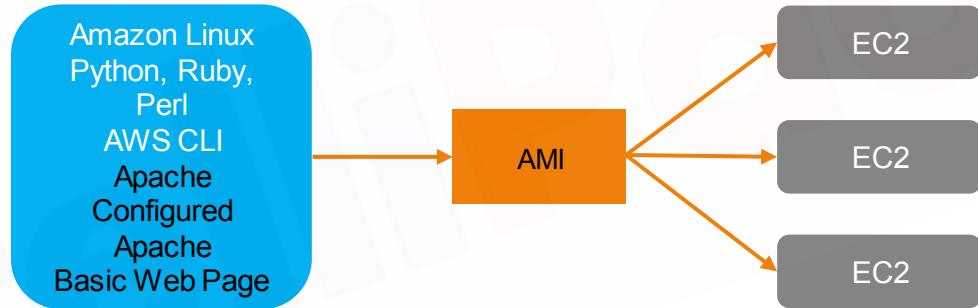 Amazon Linux
Python, Ruby,
Perl
AWS CLI
Apache
Configured
Apache
Basic Web Page
AMI
EC2
EC2
EC2